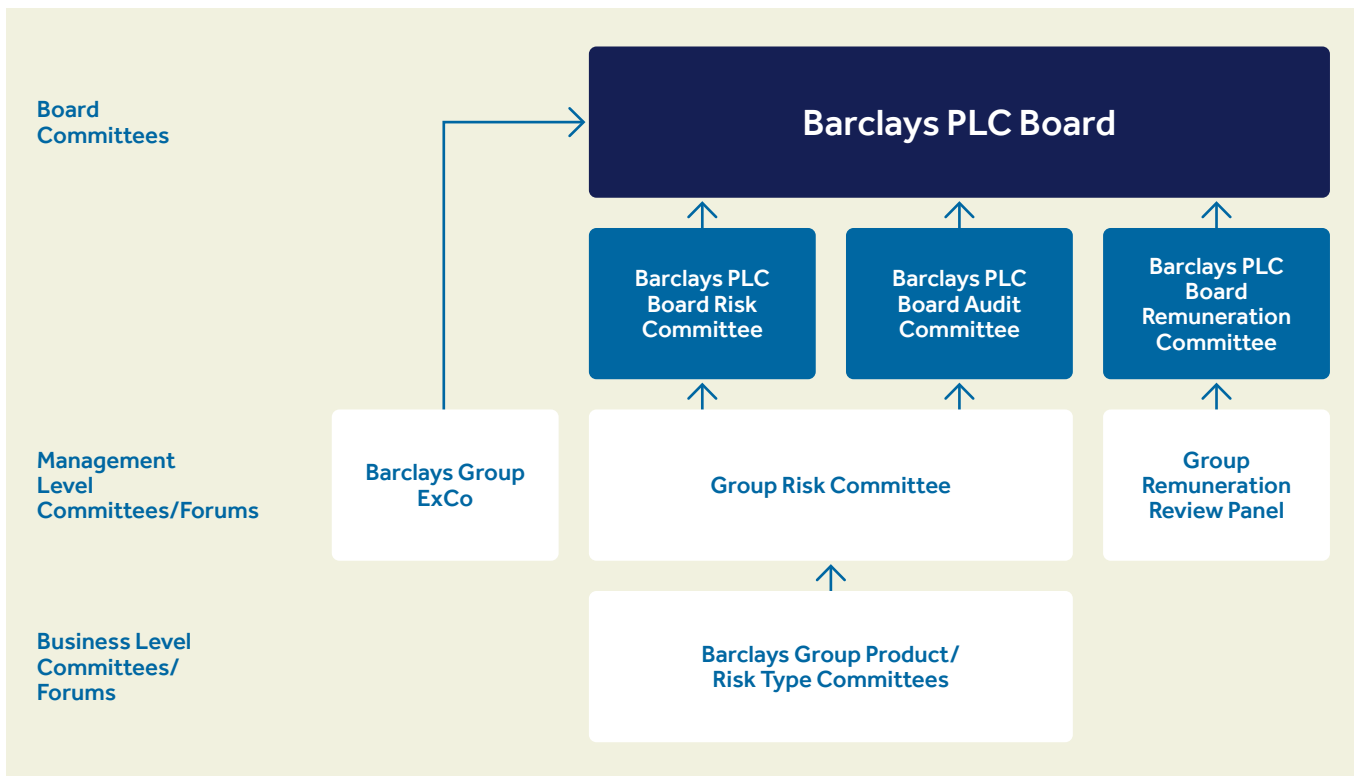 Board
Committees
Barclays PLC Board
Barclays PLC
Board Risk
Committee
Barclays PLC
Board Audit
Committee
Barclays PLC
Board
Remuneration
Committee
Management
Level
Committees/Forums
Barclays Group
ExCo
Group Risk Committee
Group
Remuneration
Review Panel
Business Level
Committees/
Forums
Barclays Group Product/
Risk Type Committees